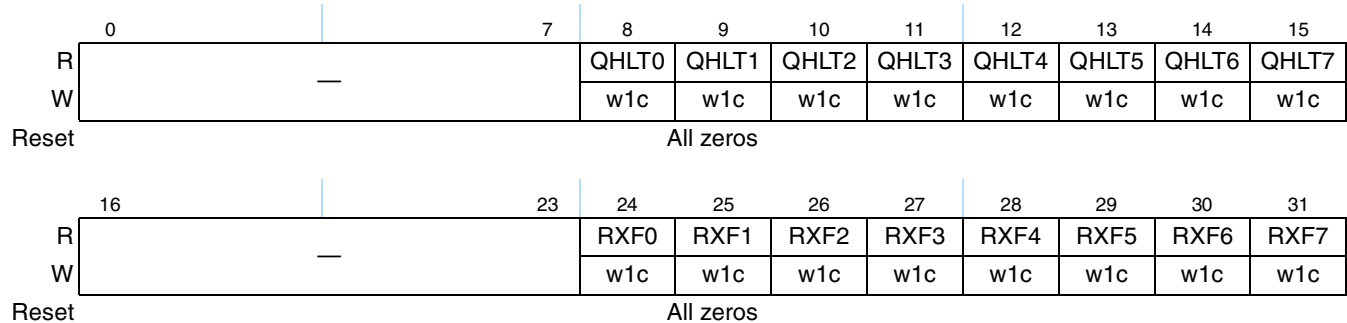 0 7 8 9 10 11 12 13 14 15
R — QHLT0 QHLT1 QHLT2 QHLT3 QHLT4 QHLT5 QHLT6 QHLT7
W w1c w1c w1c w1c w1c w1c w1c w1c
Reset All zeros
16 23 24 25 26 27 28 29 30 31
R — RXF0 RXF1 RXF2 RXF3 RXF4 RXF5 RXF6 RXF7
W w1c w1c w1c w1c w1c w1c w1c w1c
Reset All zeros